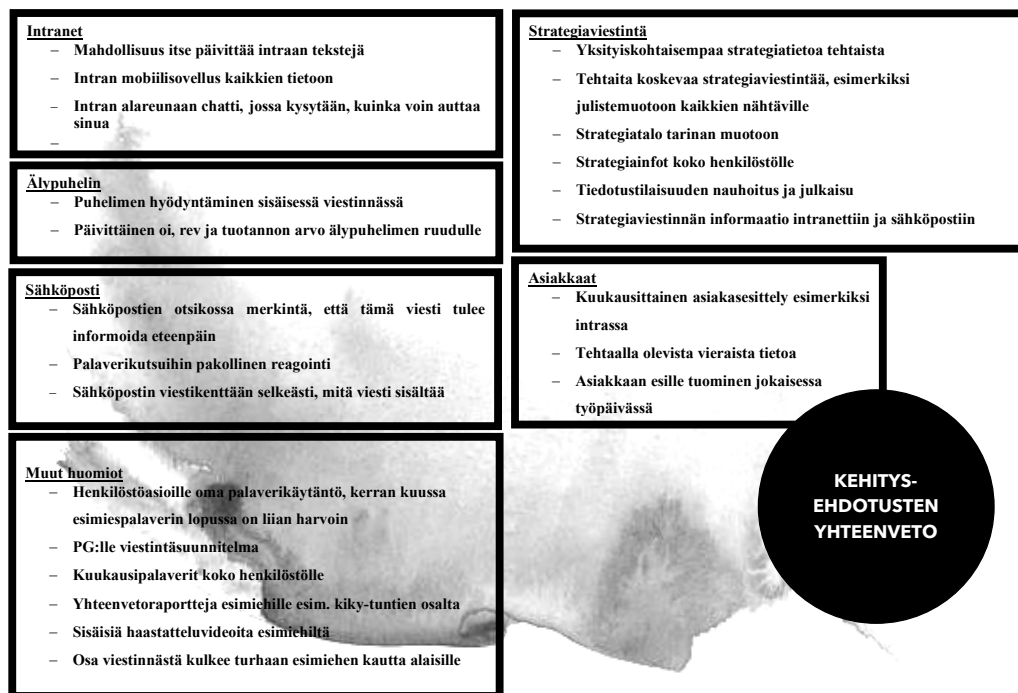 Intranet
– Mahdollisuus itse päivittää intraan tekstejä
– Intran mobiilisovellus kaikkien tietoon
– Intran alareunaan chatti, jossa kysytään, kuinka voin auttaa
sinua
–
Älypuhelin
– Puhelimen hyödyntäminen sisäisessä viestinnässä
– Päivittäinen oi, rev ja tuotannon arvo älypuhelimen ruudulle
Sähköposti
– Sähköpostien otsikossa merkintä, että tämä viesti tulee
informoida eteenpäin
– Palaverikutsuihin pakollinen reagointi
– Sähköpostin viestikenttään selkeästi, mitä viesti sisältää
Muut huomiot
– Henkilöstöasioille oma palaverikäytäntö, kerran kuussa
esimiespalaverin lopussa on liian harvoin
– PG:lle viestintäsuunnitelma
– Kuukausipalaverit koko henkilöstölle
– Yhteenvetoraportteja esimiehille esim. kiky-tuntien osalta
– Sisäisiä haastatteluvideoita esimiehiltä
– Osa viestinnästä kulkee turhaan esimiehen kautta alaisille
Strategiaviestintä
– Yksityiskohtaisempaa strategiatietoa tehtaista
– Tehtaita koskevaa strategiaviestintää, esimerkiksi
julistemuotoon kaikkien nähtäville
– Strategiatalo tarinan muotoon
– Strategiainfot koko henkilöstölle
– Tiedotustilaisuuden nauhoitus ja julkaisu
– Strategiaviestinnän informaatio intranettiin ja sähköpostiin
Asiakkaat
– Kuukausittainen asiakasesittely esimerkiksi
intrassa
– Tehtaalla olevista vieraista tietoa
– Asiakkaan esille tuominen jokaisessa
työpäivässä
KEHITYS-
EHDOTUSTEN
YHTEENVETO